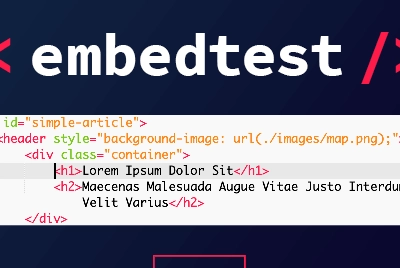 < embedtest />
id="simple-article">
<header style="background-image: url(./images/map.png);"
<div class="container">
<h1>Lorem Ipsum Dolor Sit</h1>
<h2>Maecenas Malesuada Augue Vitae Justo Interdum
Velit Varius</h2>
</div>